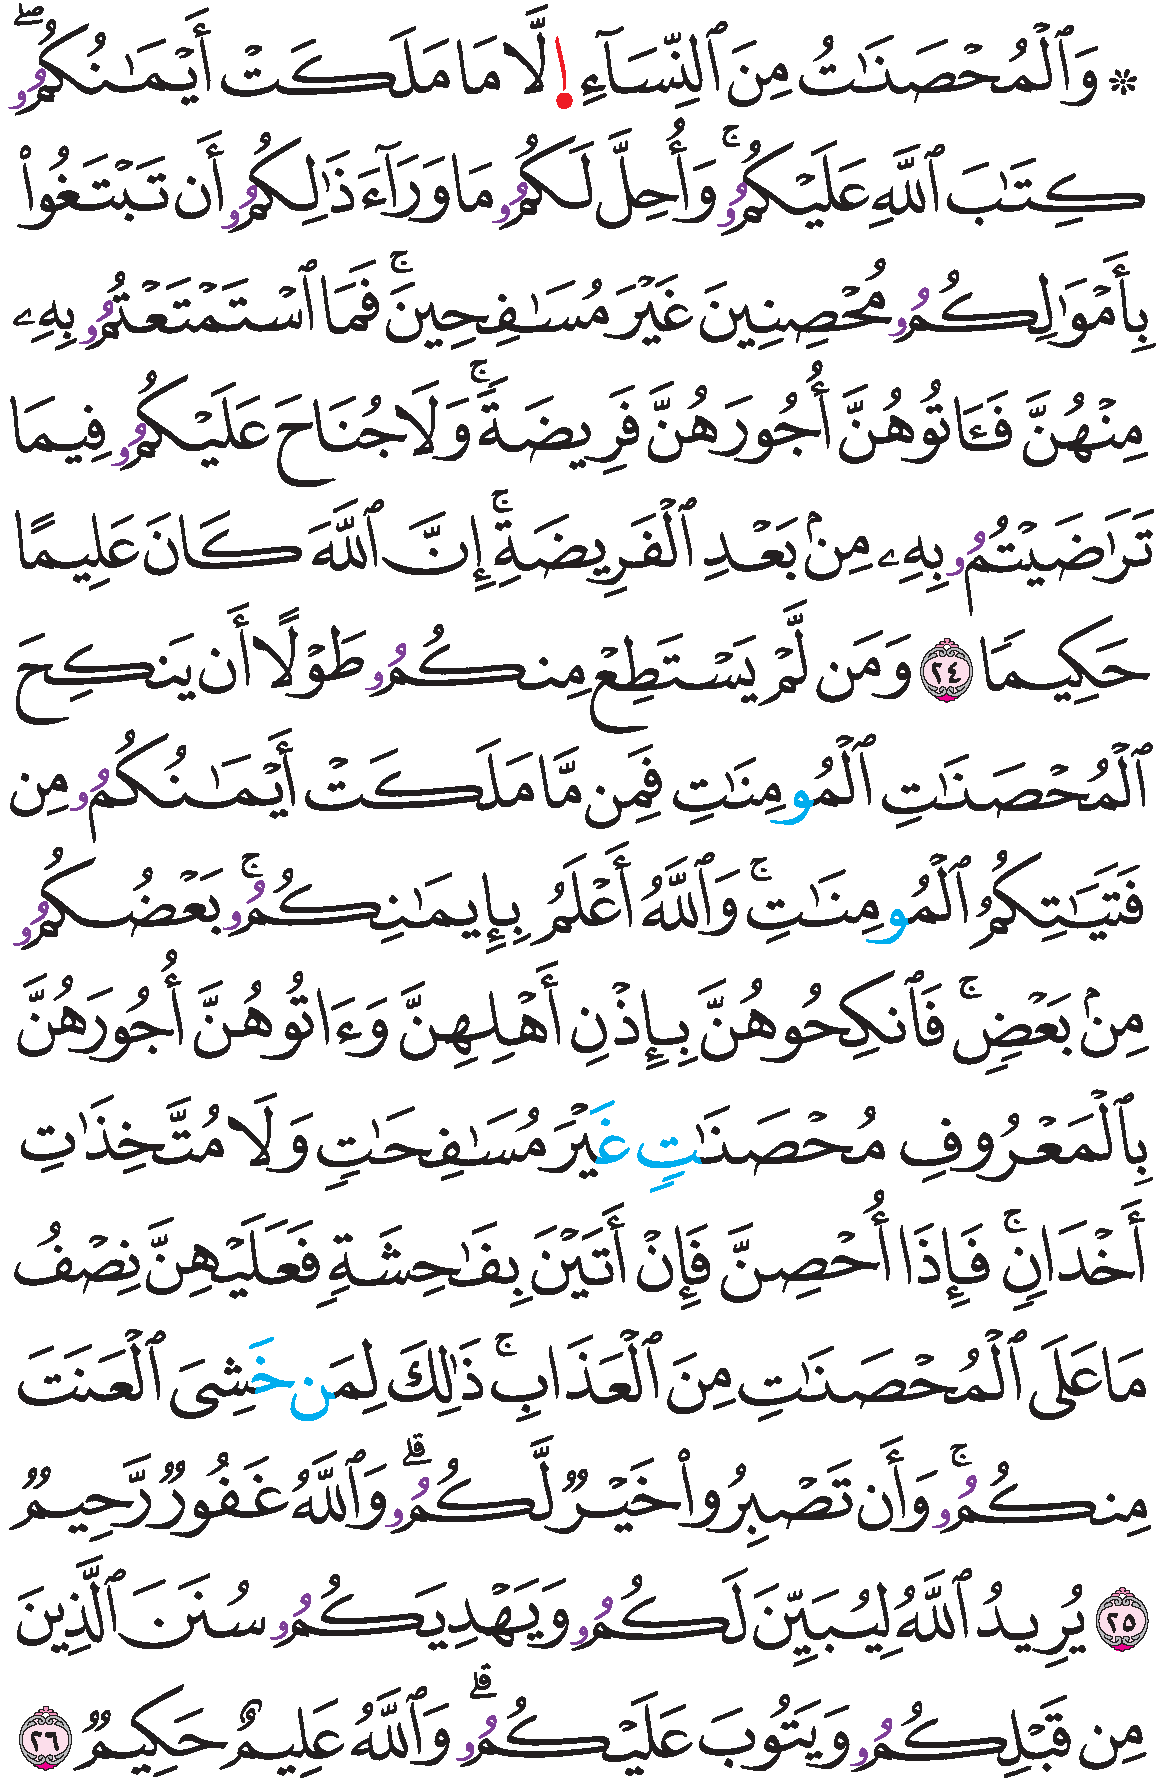 ۞ وَٱلْمُحْصَنَٰتُ مِنَ ٱلنِّسَآءِ ا۪لَّا مَا مَلَكَتْ أَيْمَٰنُكُمُۥۖ
كِتَٰبَ ٱللَّهِ عَلَيْكُمُۥۚ وَأُحِلَّ لَكُمُۥ مَا وَرَآءَ ذَٰلِكُمُۥ أَن تَبْتَغُوا۟
بِأَمْوَٰلِكُمُۥ مُحْصِنِينَ غَيْرَ مُسَٰفِحِينَۚ فَمَا ٱسْتَمْتَعْتُمُۥ بِهِۦ
مِنْهُنَّ فَـَٔاتُوهُنَّ أُجُورَهُنَّ فَرِيضَةًۚ وَلَا جُنَاحَ عَلَيْكُمُۥ فِيمَا
تَرَٰضَيْتُمُۥ بِهِۦ مِنۢ بَعْدِ ٱلْفَرِيضَةِۚ إِنَّ ٱللَّهَ كَانَ عَلِيمًا
حَكِيمًا ٢٤ وَمَن لَّمْ يَسْتَطِعْ مِنكُمُۥ طَوْلًا أَن يَنكِحَ
ٱلْمُحْصَنَٰتِ ٱلْمُومِنَٰتِ فَمِن مَّا مَلَكَتْ أَيْمَٰنُكُمُۥ مِن
فَتَيَٰتِكُمُ ٱلْمُومِنَٰتِۚ وَٱللَّهُ أَعْلَمُ بِإِيمَٰنِكُمُۥۚ بَعْضُكُمُۥ
مِنۢ بَعْضٍۚ فَٱنكِحُوهُنَّ بِإِذْنِ أَهْلِهِنَّ وَءَاتُوهُنَّ أُجُورَهُنَّ
بِٱلْمَعْرُوفِ مُحْصَنَٰتٍ غَيْرَ مُسَٰفِحَٰتٍ وَلَا مُتَّخِذَٰتِ
أَخْدَانٍۚ فَإِذَا أُحْصِنَّ فَإِنْ أَتَيْنَ بِفَٰحِشَةٍ فَعَلَيْهِنَّ نِصْفُ
مَا عَلَى ٱلْمُحْصَنَٰتِ مِنَ ٱلْعَذَابِۚ ذَٰلِكَ لِمَن خَشِىَ ٱلْعَنَتَ
مِنكُمُۥۚ وَأَن تَصْبِرُوا۟ خَيْرٌ لَّكُمُۥۗ وَٱللَّهُ غَفُورٌ رَّحِيمٌ
٢٥ يُرِيدُ ٱللَّهُ لِيُبَيِّنَ لَكُمُۥ وَيَهْدِيَكُمُۥ سُنَنَ ٱلَّذِينَ
مِن قَبْلِكُمُۥ وَيَتُوبَ عَلَيْكُمُۥۗ وَٱللَّهُ عَلِيمٌ حَكِيمٌ ٢٦